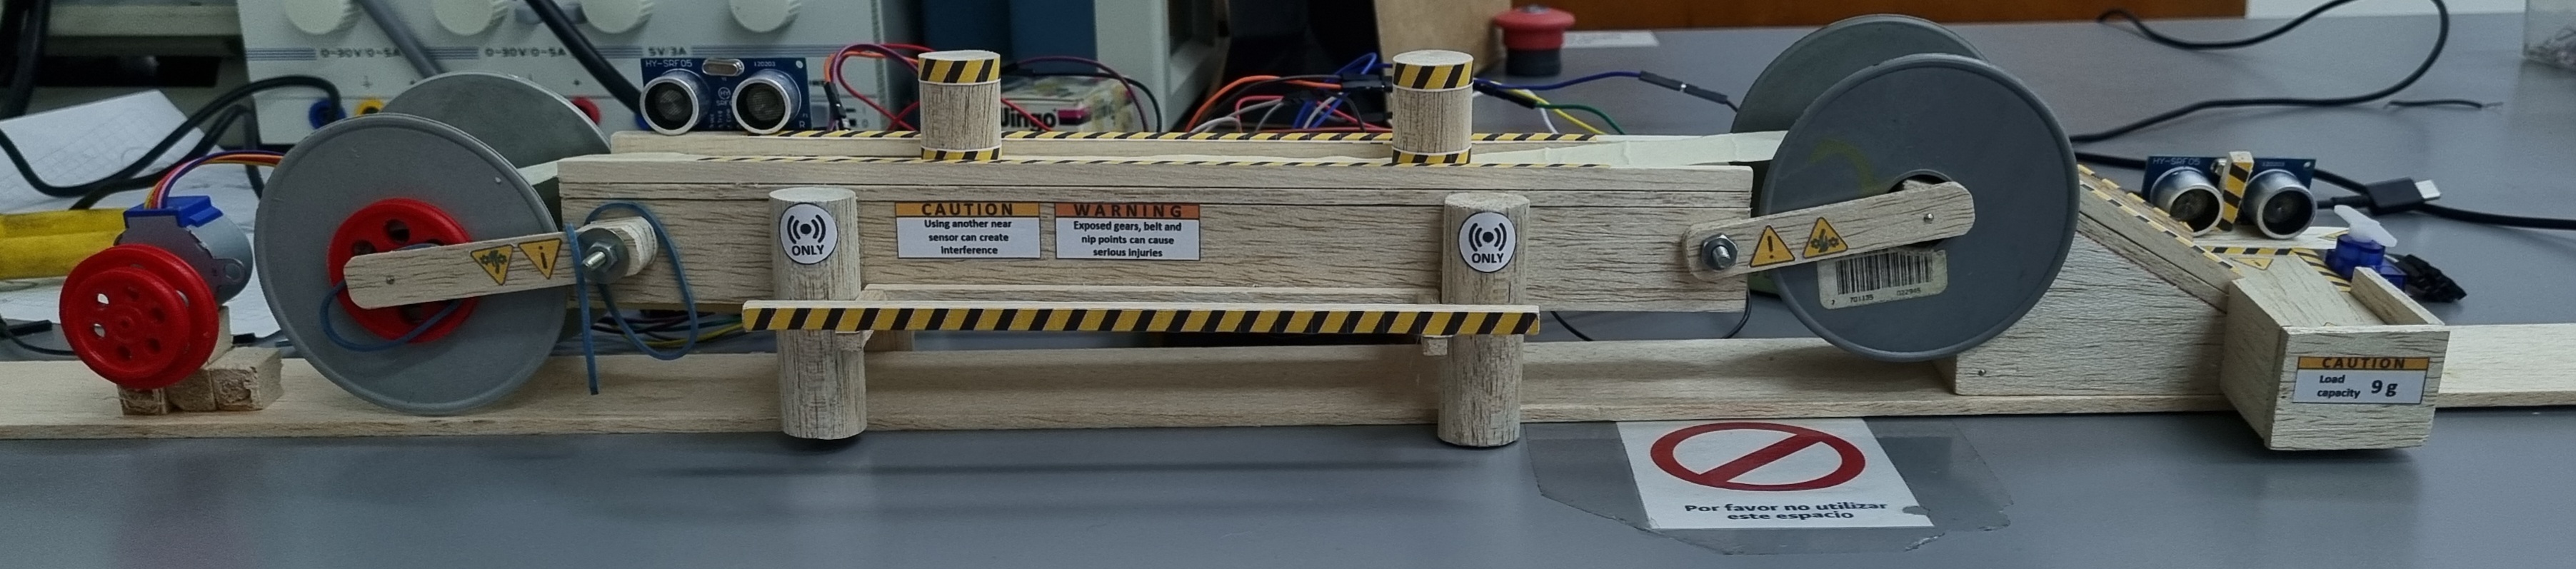 0-30V/0-5A
0-30V/0-5A
5V/3A
HY-SRF05
HY-SRF05
ONLY
CAUTION
Using another near
sensor can create
interference
WARNING
Exposed gears, belt and
nip points can cause
serious injuries
ONLY
CAUTION
Load
capacity
9 g
Por favor no utilizar
este espacio